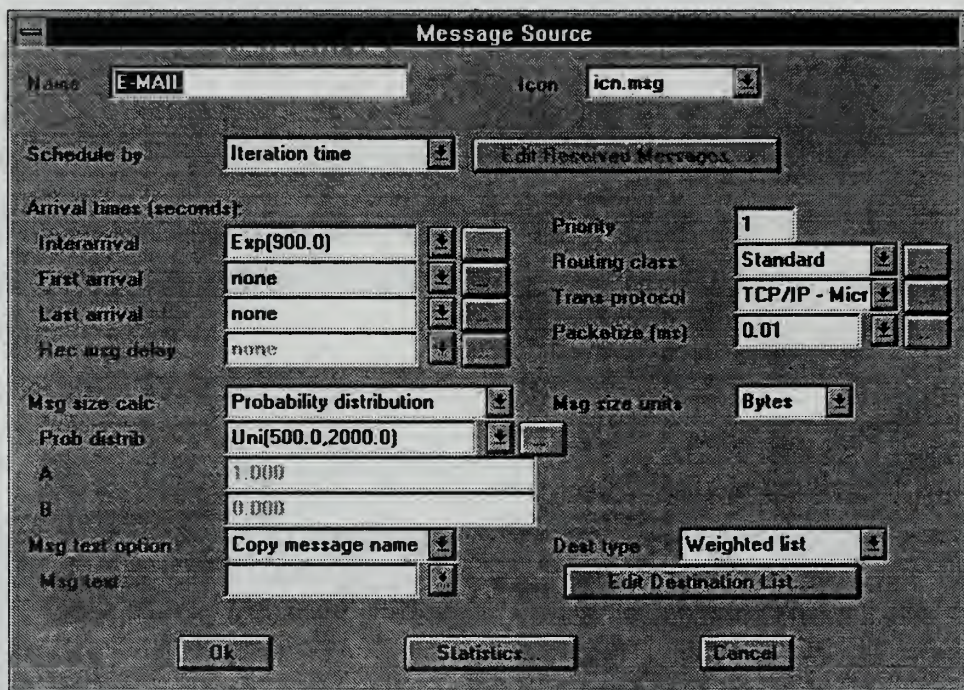 Message Source
Name E-MAIL Icon icn.msg
Schedule by Iteration time Edit Received Messages...
Arrival times (seconds):
Interarrival Exp(900.0) ...
First arrival none ...
Last arrival none ...
Rec msg delay none
Priority 1
Routing class Standard ...
Trans protocol TCP/IP - Micr ...
Packetize (ms) 0.01 ...
Msg size calc Probability distribution Msg size units Bytes
Prob distrib Uni(500.0,2000.0) ...
A 1.000
B 0.000
Msg text option Copy message name Dest type Weighted list
Msg text Edit Destination List...
Ok Statistics... Cancel